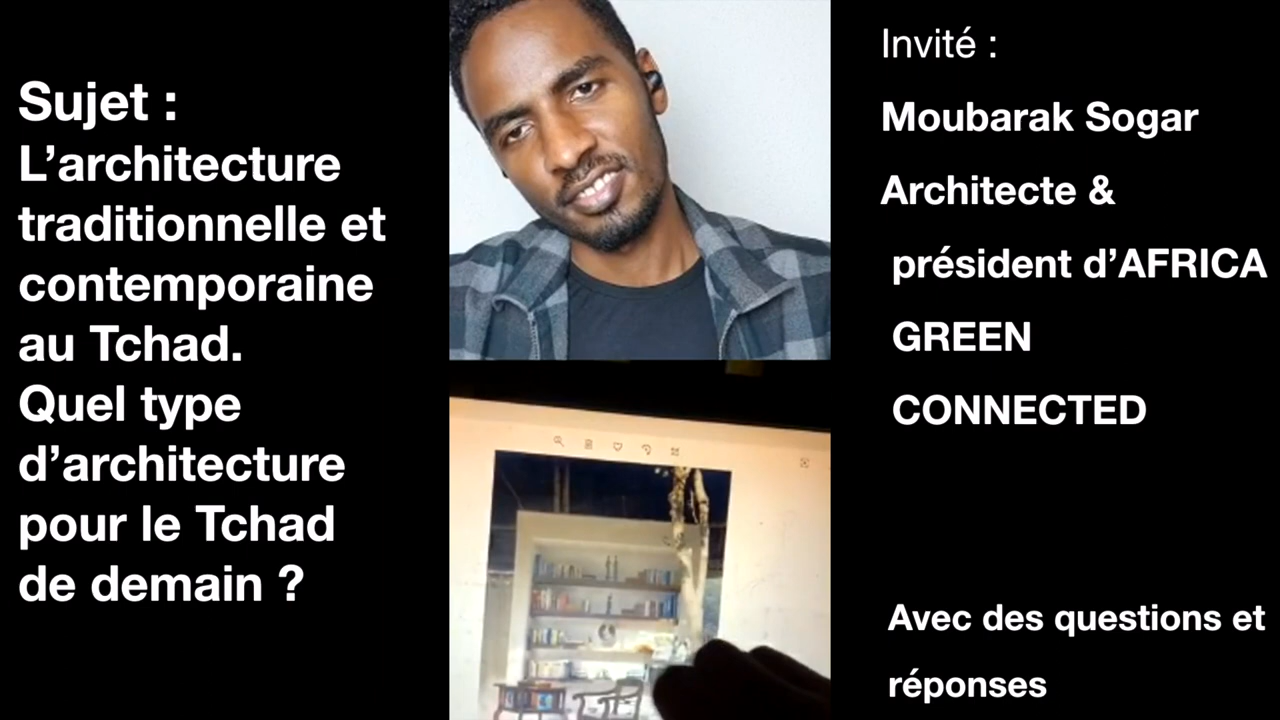 Sujet :
L’architecture
traditionnelle et
contemporaine
au Tchad.
Quel type
d’architecture
pour le Tchad
de demain ?
Invité :
Moubarak Sogar
Architecte &
président d’AFRICA
GREEN
CONNECTED
Avec des questions et
réponses